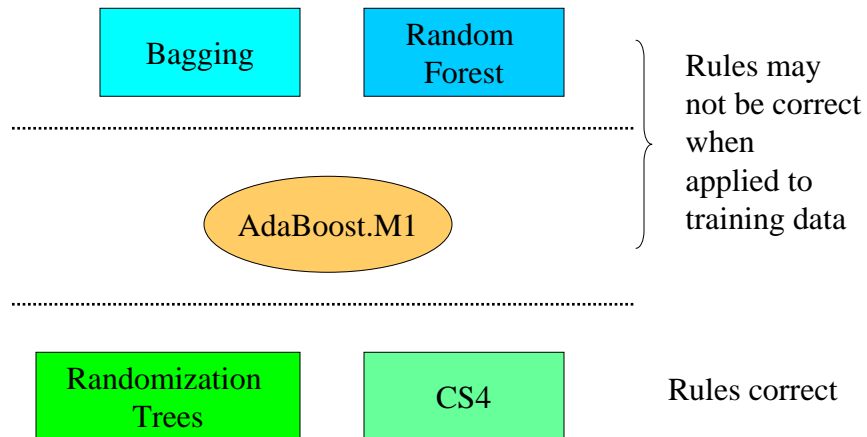 Bagging
Random
Forest
Rules may
not be correct
when
applied to
training data
AdaBoost.M1
Randomization
Trees
CS4
Rules correct